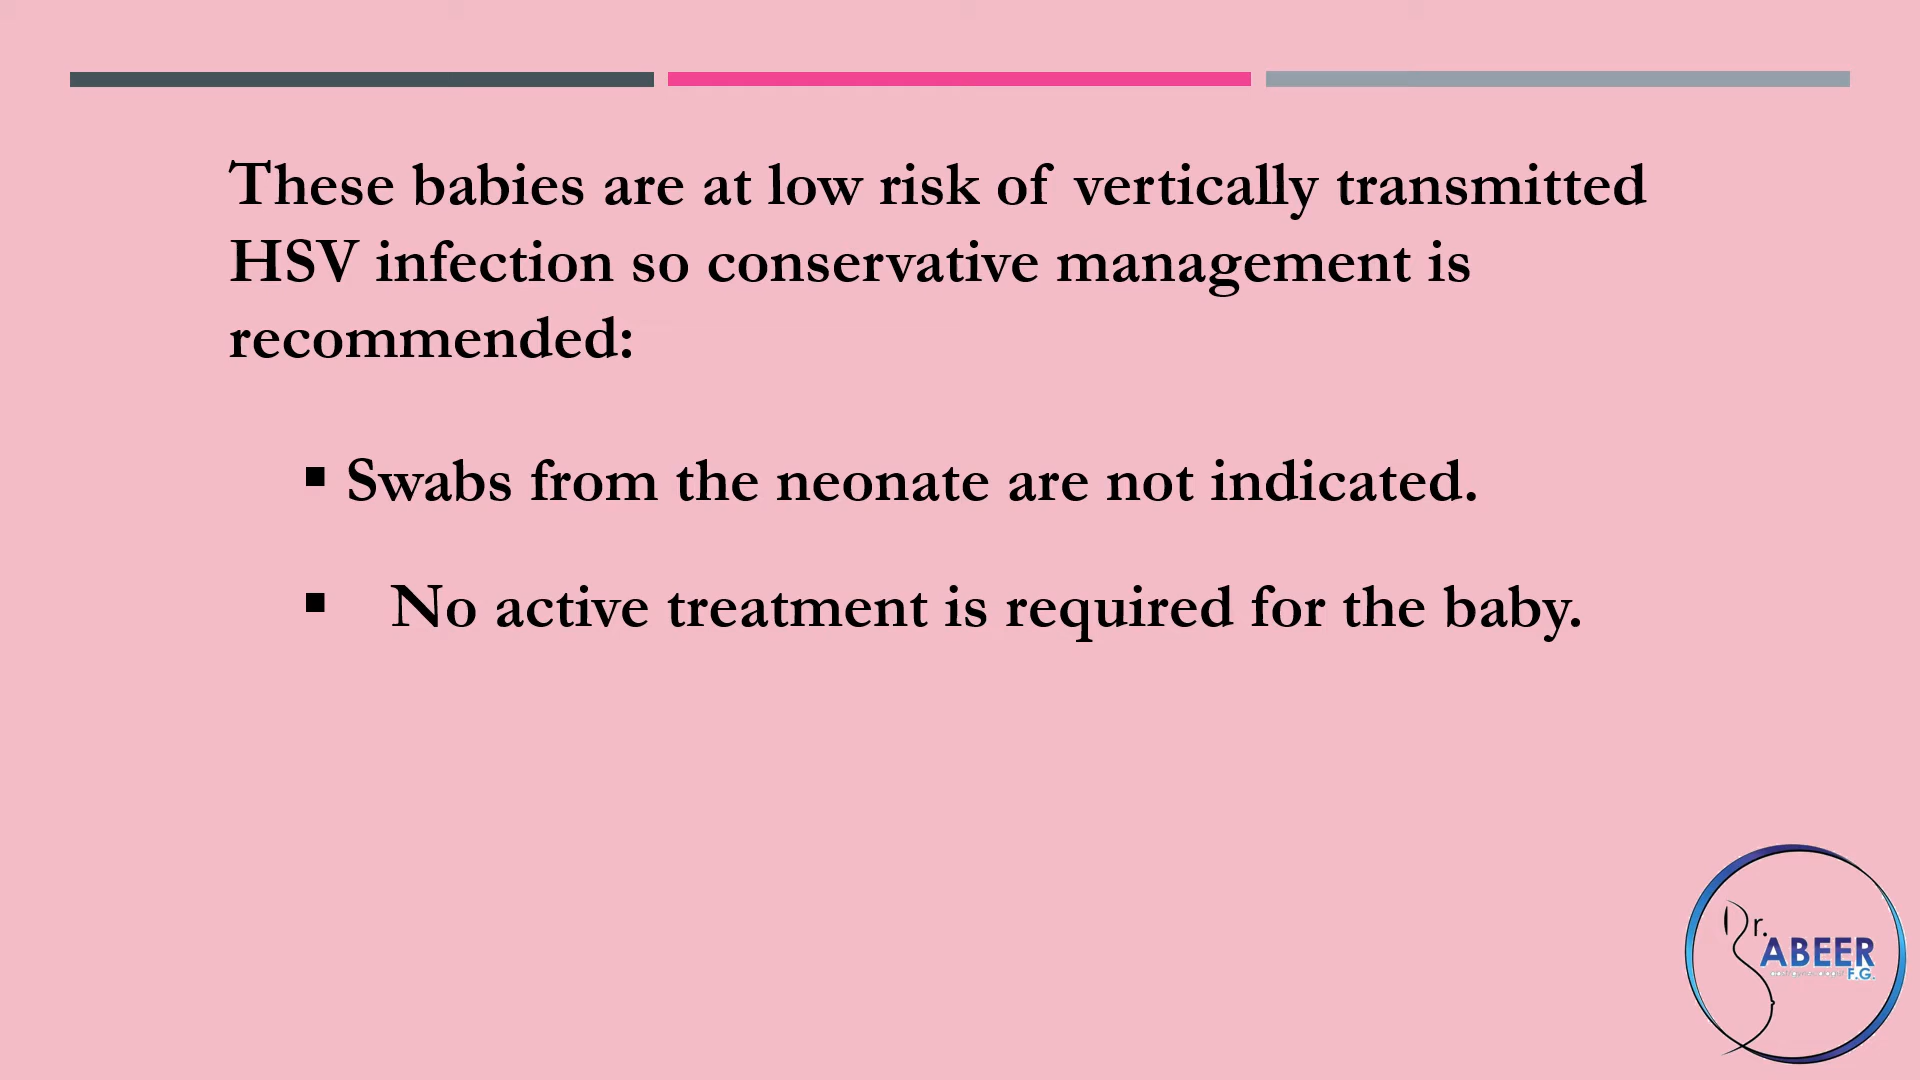 These babies are at low risk of vertically transmitted
HSV infection so conservative management is
recommended:
▪ Swabs from the neonate are not indicated.
▪ No active treatment is required for the baby.
Dr.
ABEER
F.G.